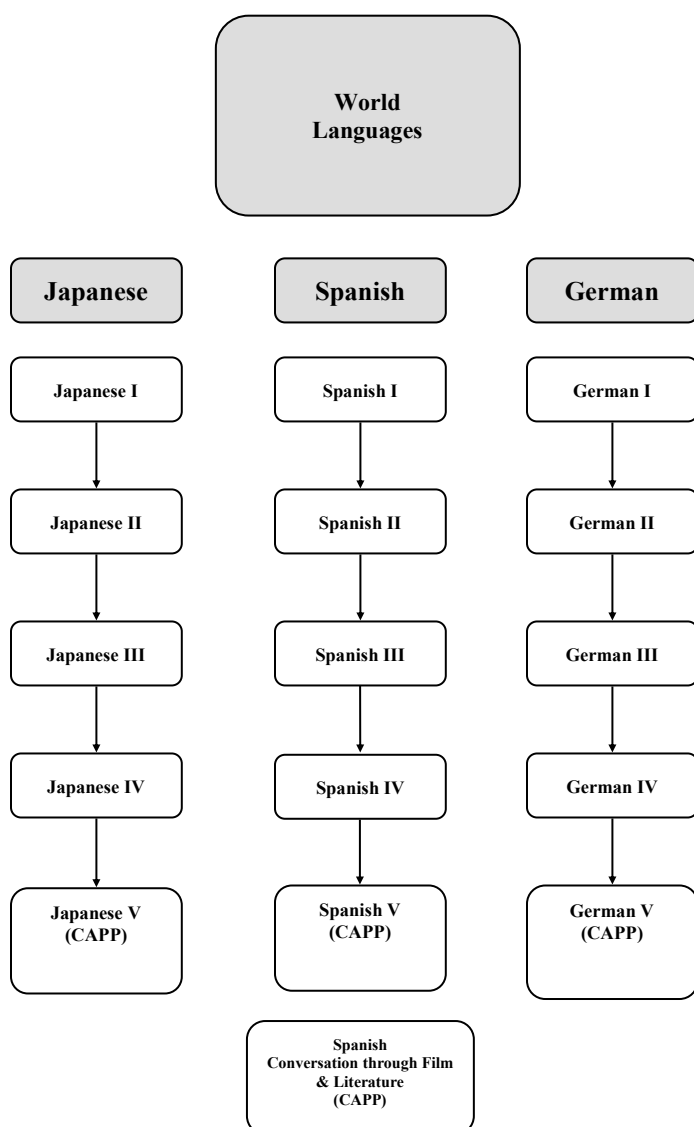 World
Languages
Japanese
Spanish
German
Japanese I
Spanish I
German I
Japanese II
Spanish II
German II
Japanese III
Spanish III
German III
Japanese IV
Spanish IV
German IV
Japanese V
(CAPP)
Spanish V
(CAPP)
German V
(CAPP)
Spanish
Conversation through Film
& Literature
(CAPP)